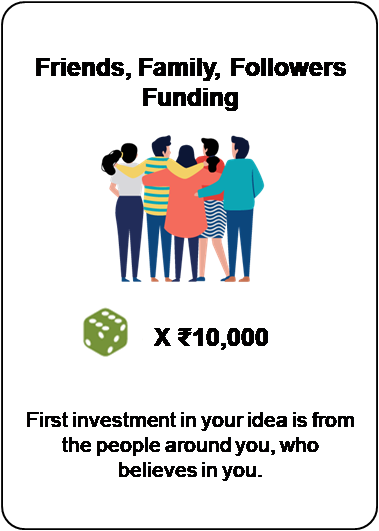 Friends, Family, Followers
Funding
X ₹10,000
First investment in your idea is from
the people around you, who
believes in you.